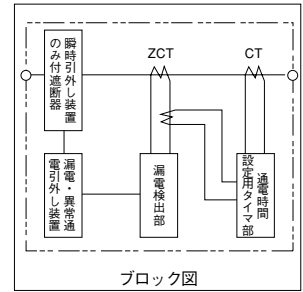 瞬時引外し装置
のみ付遮断器
ZCT
CT
漏電・異常通
電引外し装置
漏電検出部
通電時間
設定用タイマ部
ブロック図